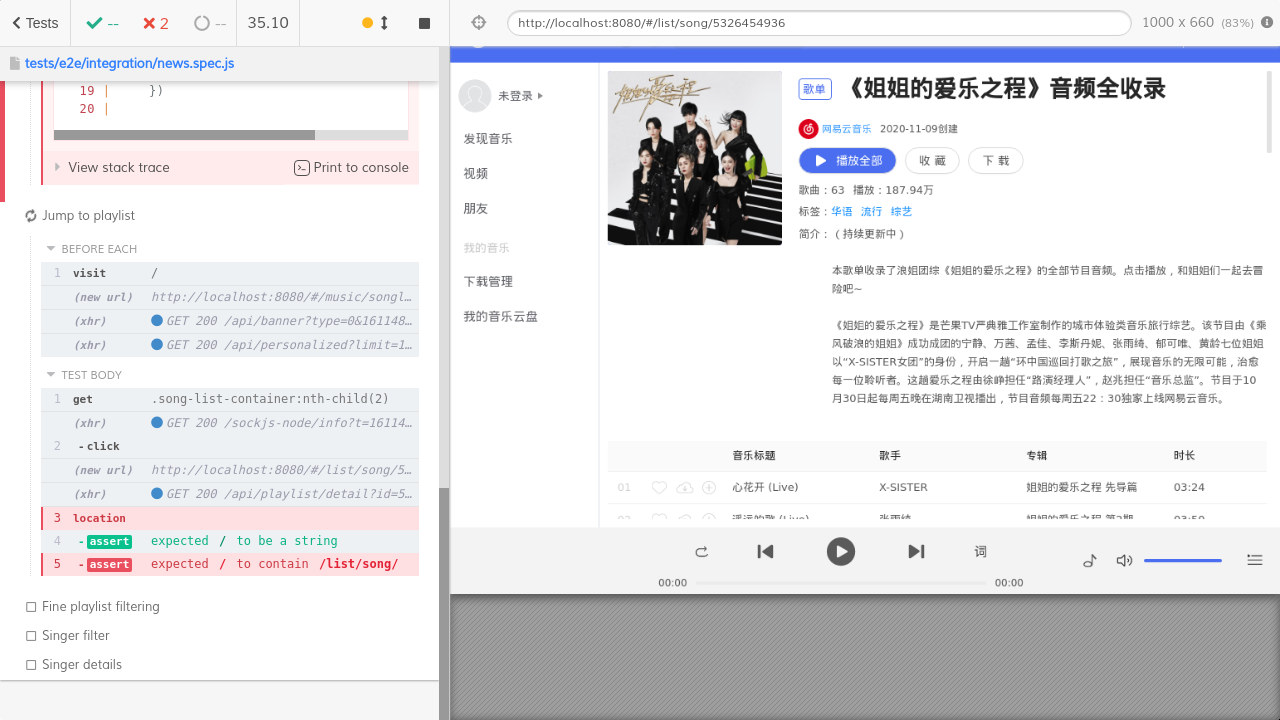 Tests
--
2
--
35.10
http://localhost:8080/#/list/song/5326454936
1000 x 660 (83%)
tests/e2e/integration/news.spec.js
19 | })
20 |
View stack trace
Print to console
Jump to playlist
BEFORE EACH
1 visit /
(new url) http://localhost:8080/#/music/songl…
(xhr) GET 200 /api/banner?type=0&161148…
(xhr) GET 200 /api/personalized?limit=1…
TEST BODY
1 get .song-list-container:nth-child(2)
(xhr) GET 200 /sockjs-node/info?t=16114…
2 -click
(new url) http://localhost:8080/#/list/song/5…
(xhr) GET 200 /api/playlist/detail?id=5…
3 location
4 -assert expected / to be a string
5 -assert expected / to contain /list/song/
Fine playlist filtering
Singer filter
Singer details
未登录
发现音乐
视频
朋友
我的音乐
下载管理
我的音乐云盘
歌单 《姐姐的爱乐之程》音频全收录
网易云音乐 2020-11-09创建
播放全部 收 藏 下 载
歌曲：63 播放：187.94万
标签：华语 流行 综艺
简介：（持续更新中）
本歌单收录了浪姐团综《姐姐的爱乐之程》的全部节目音频。点击播放，和姐姐们一起去冒
险吧~
《姐姐的爱乐之程》是芒果TV严典雅工作室制作的城市体验类音乐旅行综艺。该节目由《乘
风破浪的姐姐》成功成团的宁静、万茜、孟佳、李斯丹妮、张雨绮、郁可唯、黄龄七位姐姐
以“X-SISTER女团”的身份，开启一趟“环中国巡回打歌之旅”，展现音乐的无限可能，治愈
每一位聆听者。这趟爱乐之程由徐峥担任“路演经理人”，赵兆担任“音乐总监”。节目于10
月30日起每周五晚在湖南卫视播出，节目音频每周五22：30独家上线网易云音乐。
音乐标题 歌手 专辑 时长
01 心花开 (Live) X-SISTER 姐姐的爱乐之程 先导篇 03:24
词
00:00 00:00